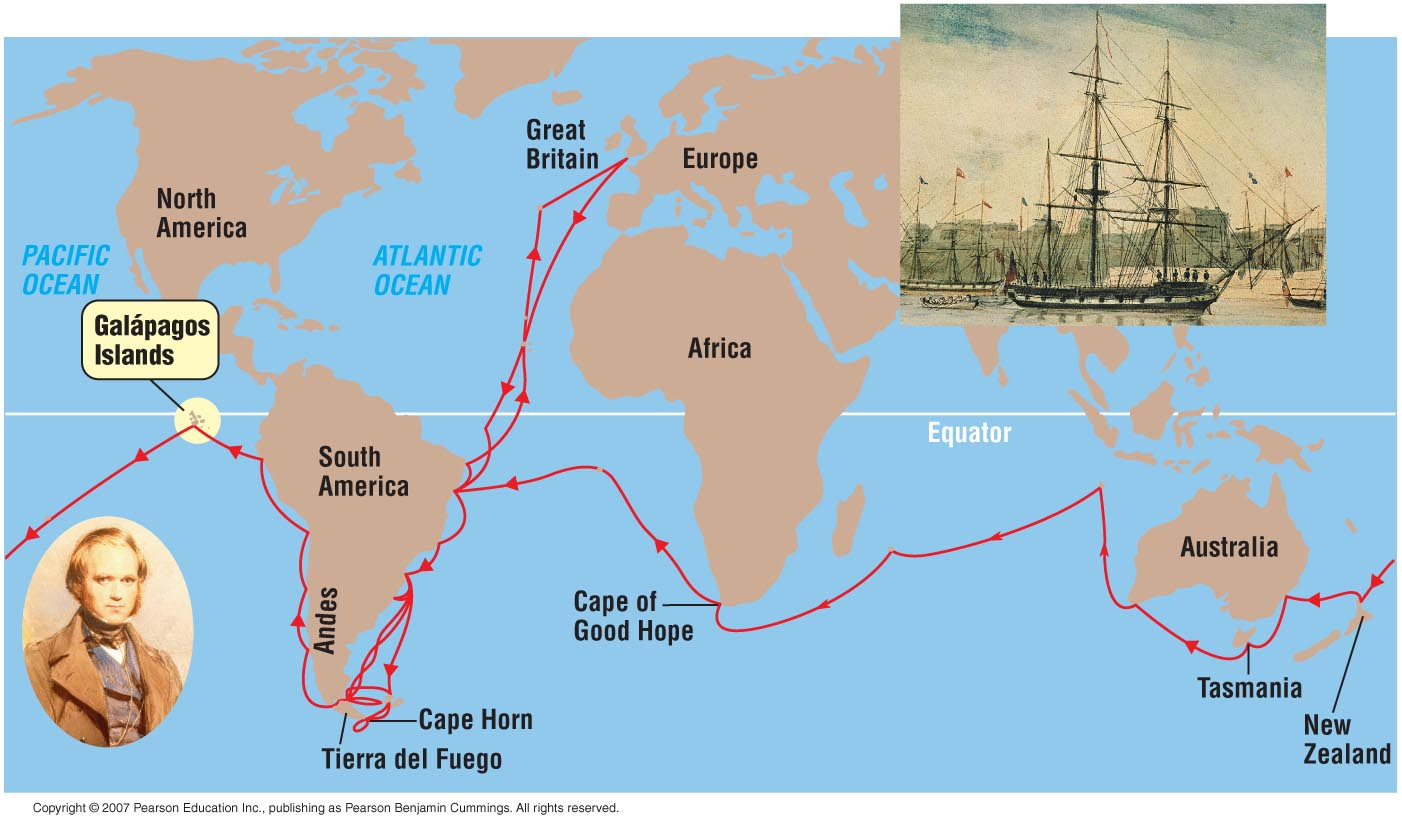 Great
Britain
Europe
North
America
PACIFIC
OCEAN
ATLANTIC
OCEAN
Galápagos
Islands
Africa
Equator
South
America
Andes
Australia
Cape of
Good Hope
Tasmania
Cape Horn
New
Zealand
Tierra del Fuego
Copyright © 2007 Pearson Education Inc., publishing as Pearson Benjamin Cummings. All rights reserved.